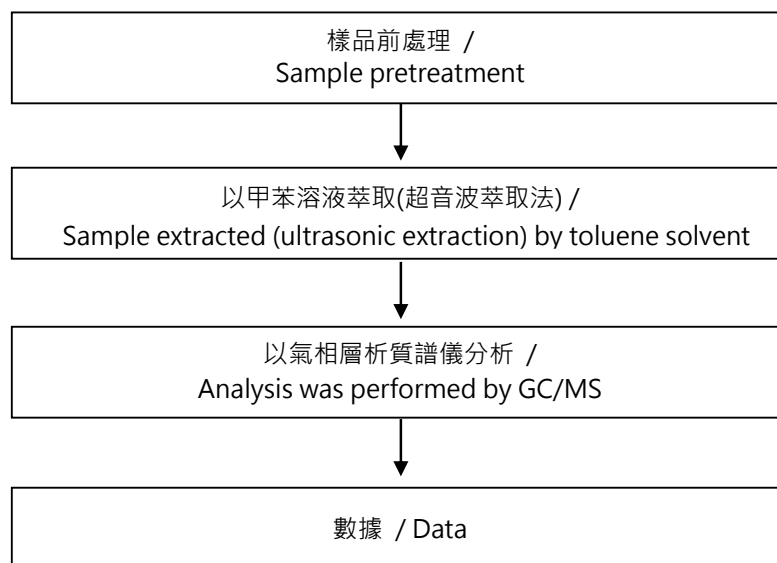 樣品前處理 /
Sample pretreatment
以甲苯溶液萃取(超音波萃取法) /
Sample extracted (ultrasonic extraction) by toluene solvent
以氣相層析質譜儀分析 /
Analysis was performed by GC/MS
數據 / Data